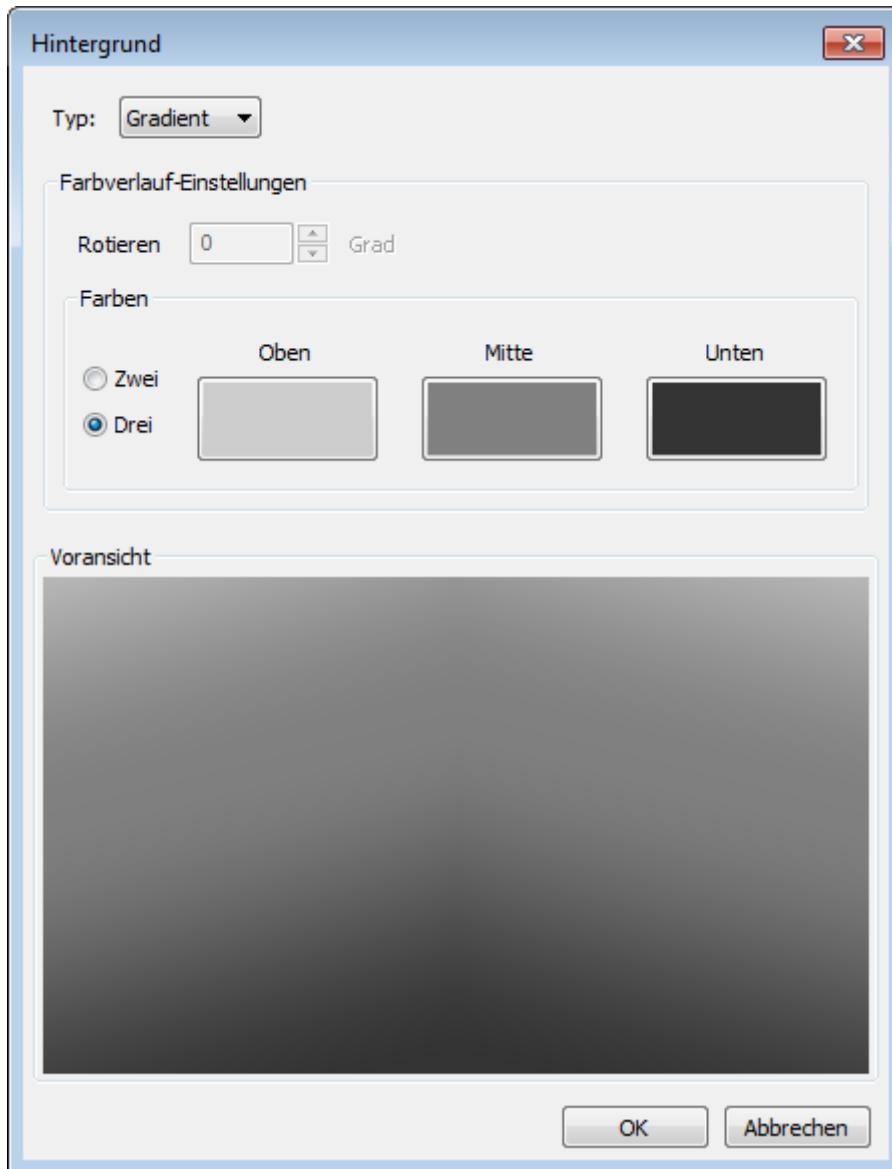 Hintergrund
Typ: Gradient
Farbverlauf-Einstellungen
Rotieren 0 Grad
Farben
Oben Mitte Unten
Zwei
Drei
Voransicht
OK Abbrechen